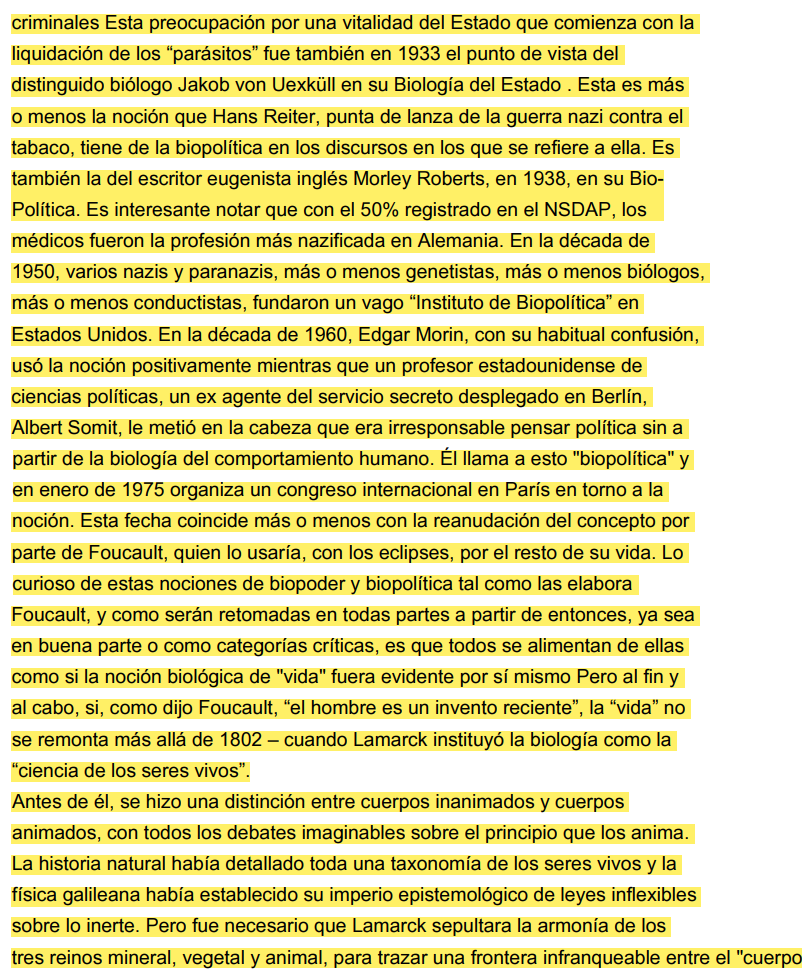 criminales Esta preocupación por una vitalidad del Estado que comienza con la
liquidación de los “parásitos” fue también en 1933 el punto de vista del
distinguido biólogo Jakob von Uexküll en su Biología del Estado . Esta es más
o menos la noción que Hans Reiter, punta de lanza de la guerra nazi contra el
tabaco, tiene de la biopolítica en los discursos en los que se refiere a ella. Es
también la del escritor eugenista inglés Morley Roberts, en 1938, en su Bio-
Política. Es interesante notar que con el 50% registrado en el NSDAP, los
médicos fueron la profesión más nazificada en Alemania. En la década de
1950, varios nazis y paranazis, más o menos genetistas, más o menos biólogos,
más o menos conductistas, fundaron un vago “Instituto de Biopolítica” en
Estados Unidos. En la década de 1960, Edgar Morin, con su habitual confusión,
usó la noción positivamente mientras que un profesor estadounidense de
ciencias políticas, un ex agente del servicio secreto desplegado en Berlín,
Albert Somit, le metió en la cabeza que era irresponsable pensar política sin a
partir de la biología del comportamiento humano. Él llama a esto "biopolítica" y
en enero de 1975 organiza un congreso internacional en París en torno a la
noción. Esta fecha coincide más o menos con la reanudación del concepto por
parte de Foucault, quien lo usaría, con los eclipses, por el resto de su vida. Lo
curioso de estas nociones de biopoder y biopolítica tal como las elabora
Foucault, y como serán retomadas en todas partes a partir de entonces, ya sea
en buena parte o como categorías críticas, es que todos se alimentan de ellas
como si la noción biológica de "vida" fuera evidente por sí mismo Pero al fin y
al cabo, si, como dijo Foucault, “el hombre es un invento reciente”, la “vida” no
se remonta más allá de 1802 – cuando Lamarck instituyó la biología como la
“ciencia de los seres vivos”.
Antes de él, se hizo una distinción entre cuerpos inanimados y cuerpos
animados, con todos los debates imaginables sobre el principio que los anima.
La historia natural había detallado toda una taxonomía de los seres vivos y la
física galileana había establecido su imperio epistemológico de leyes inflexibles
sobre lo inerte. Pero fue necesario que Lamarck sepultara la armonía de los
tres reinos mineral, vegetal y animal, para trazar una frontera infranqueable entre el "cuerpo